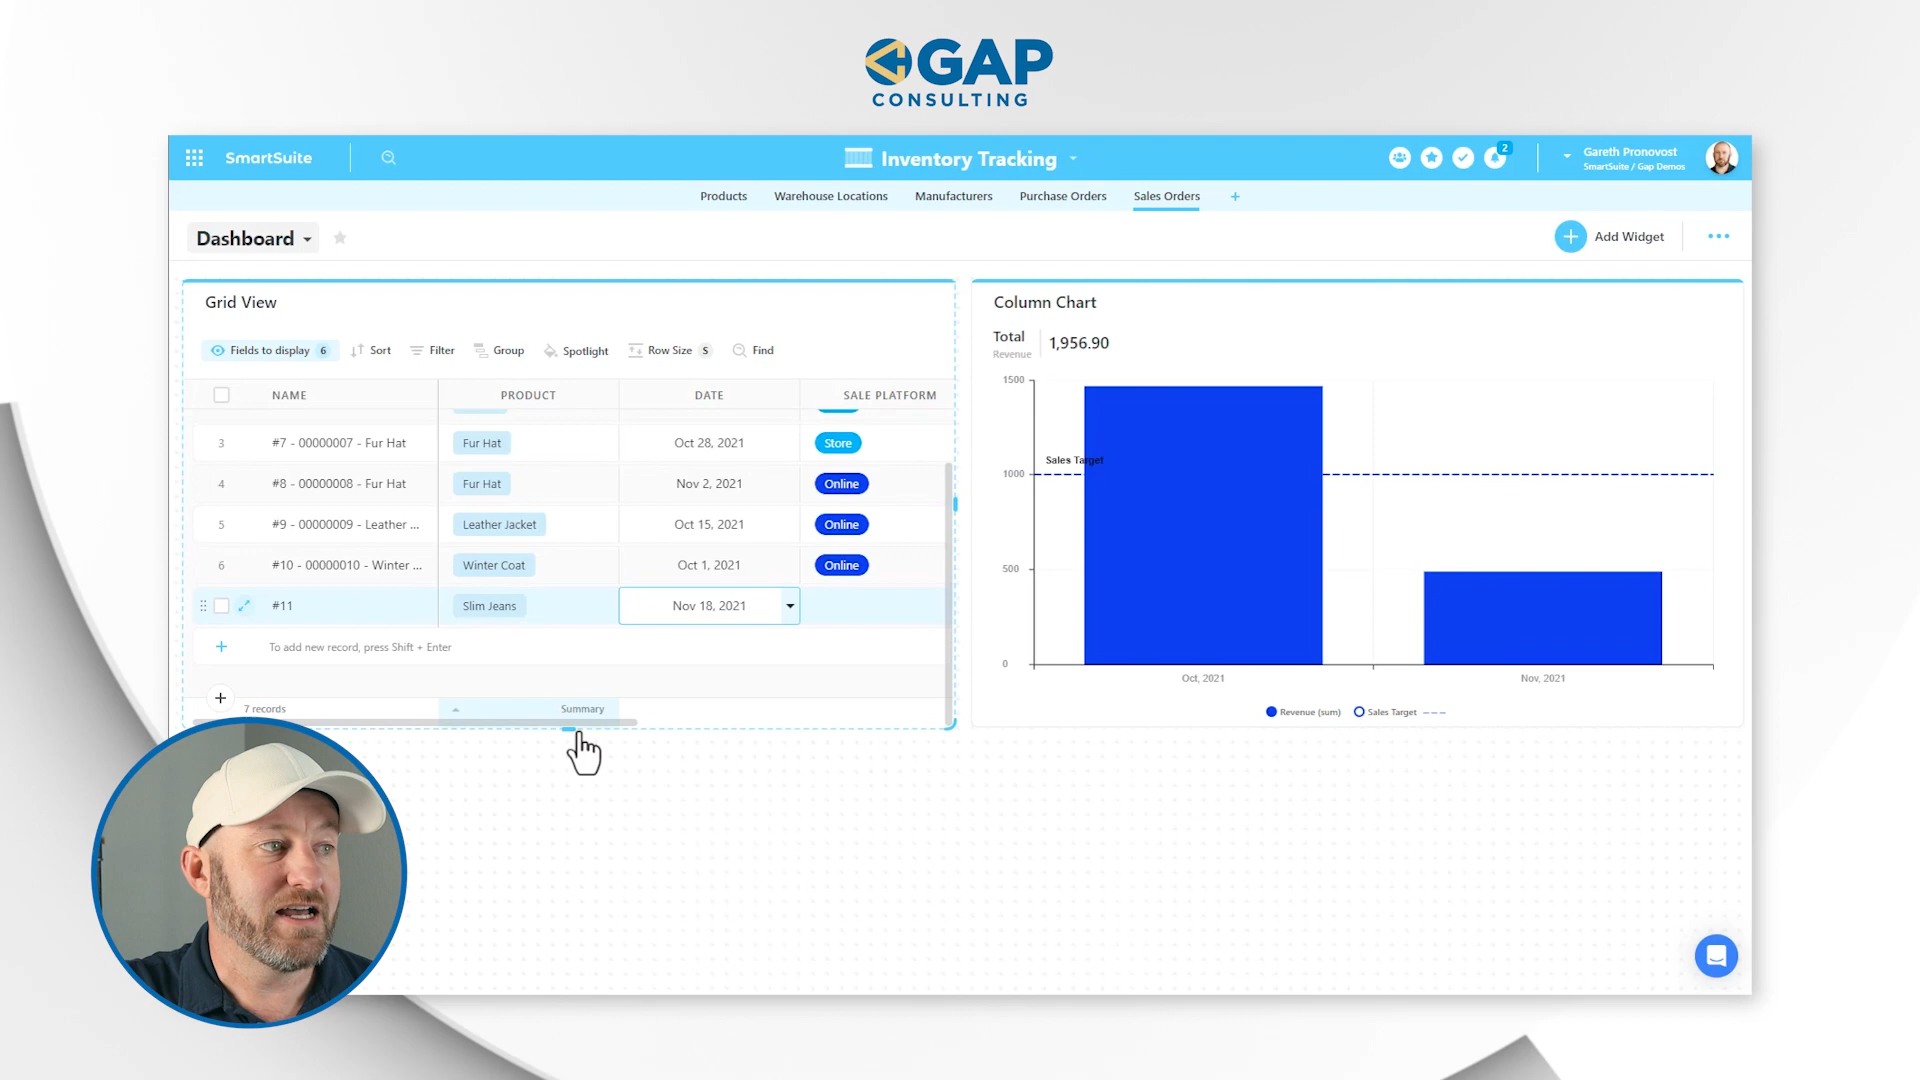 GAP
CONSULTING
SmartSuite
Inventory Tracking
2
Gareth Pronovost
SmartSuite / Gap Demos
Products
Warehouse Locations
Manufacturers
Purchase Orders
Sales Orders
+
Dashboard
Add Widget
Grid View
Fields to display 6
Sort
Filter
Group
Spotlight
Row Size S
Find
NAME
PRODUCT
DATE
SALE PLATFORM
3 #7 - 00000007 - Fur Hat Fur Hat Oct 28, 2021 Store
4 #8 - 00000008 - Fur Hat Fur Hat Nov 2, 2021 Online
5 #9 - 00000009 - Leather ... Leather Jacket Oct 15, 2021 Online
6 #10 - 00000010 - Winter ... Winter Coat Oct 1, 2021 Online
#11 Slim Jeans Nov 18, 2021
+ To add new record, press Shift + Enter
+
7 records
Summary
Column Chart
Total
Revenue
1,956.90
1500
Sales Target
1000
500
0
Oct, 2021
Nov, 2021
Revenue (sum)
Sales Target